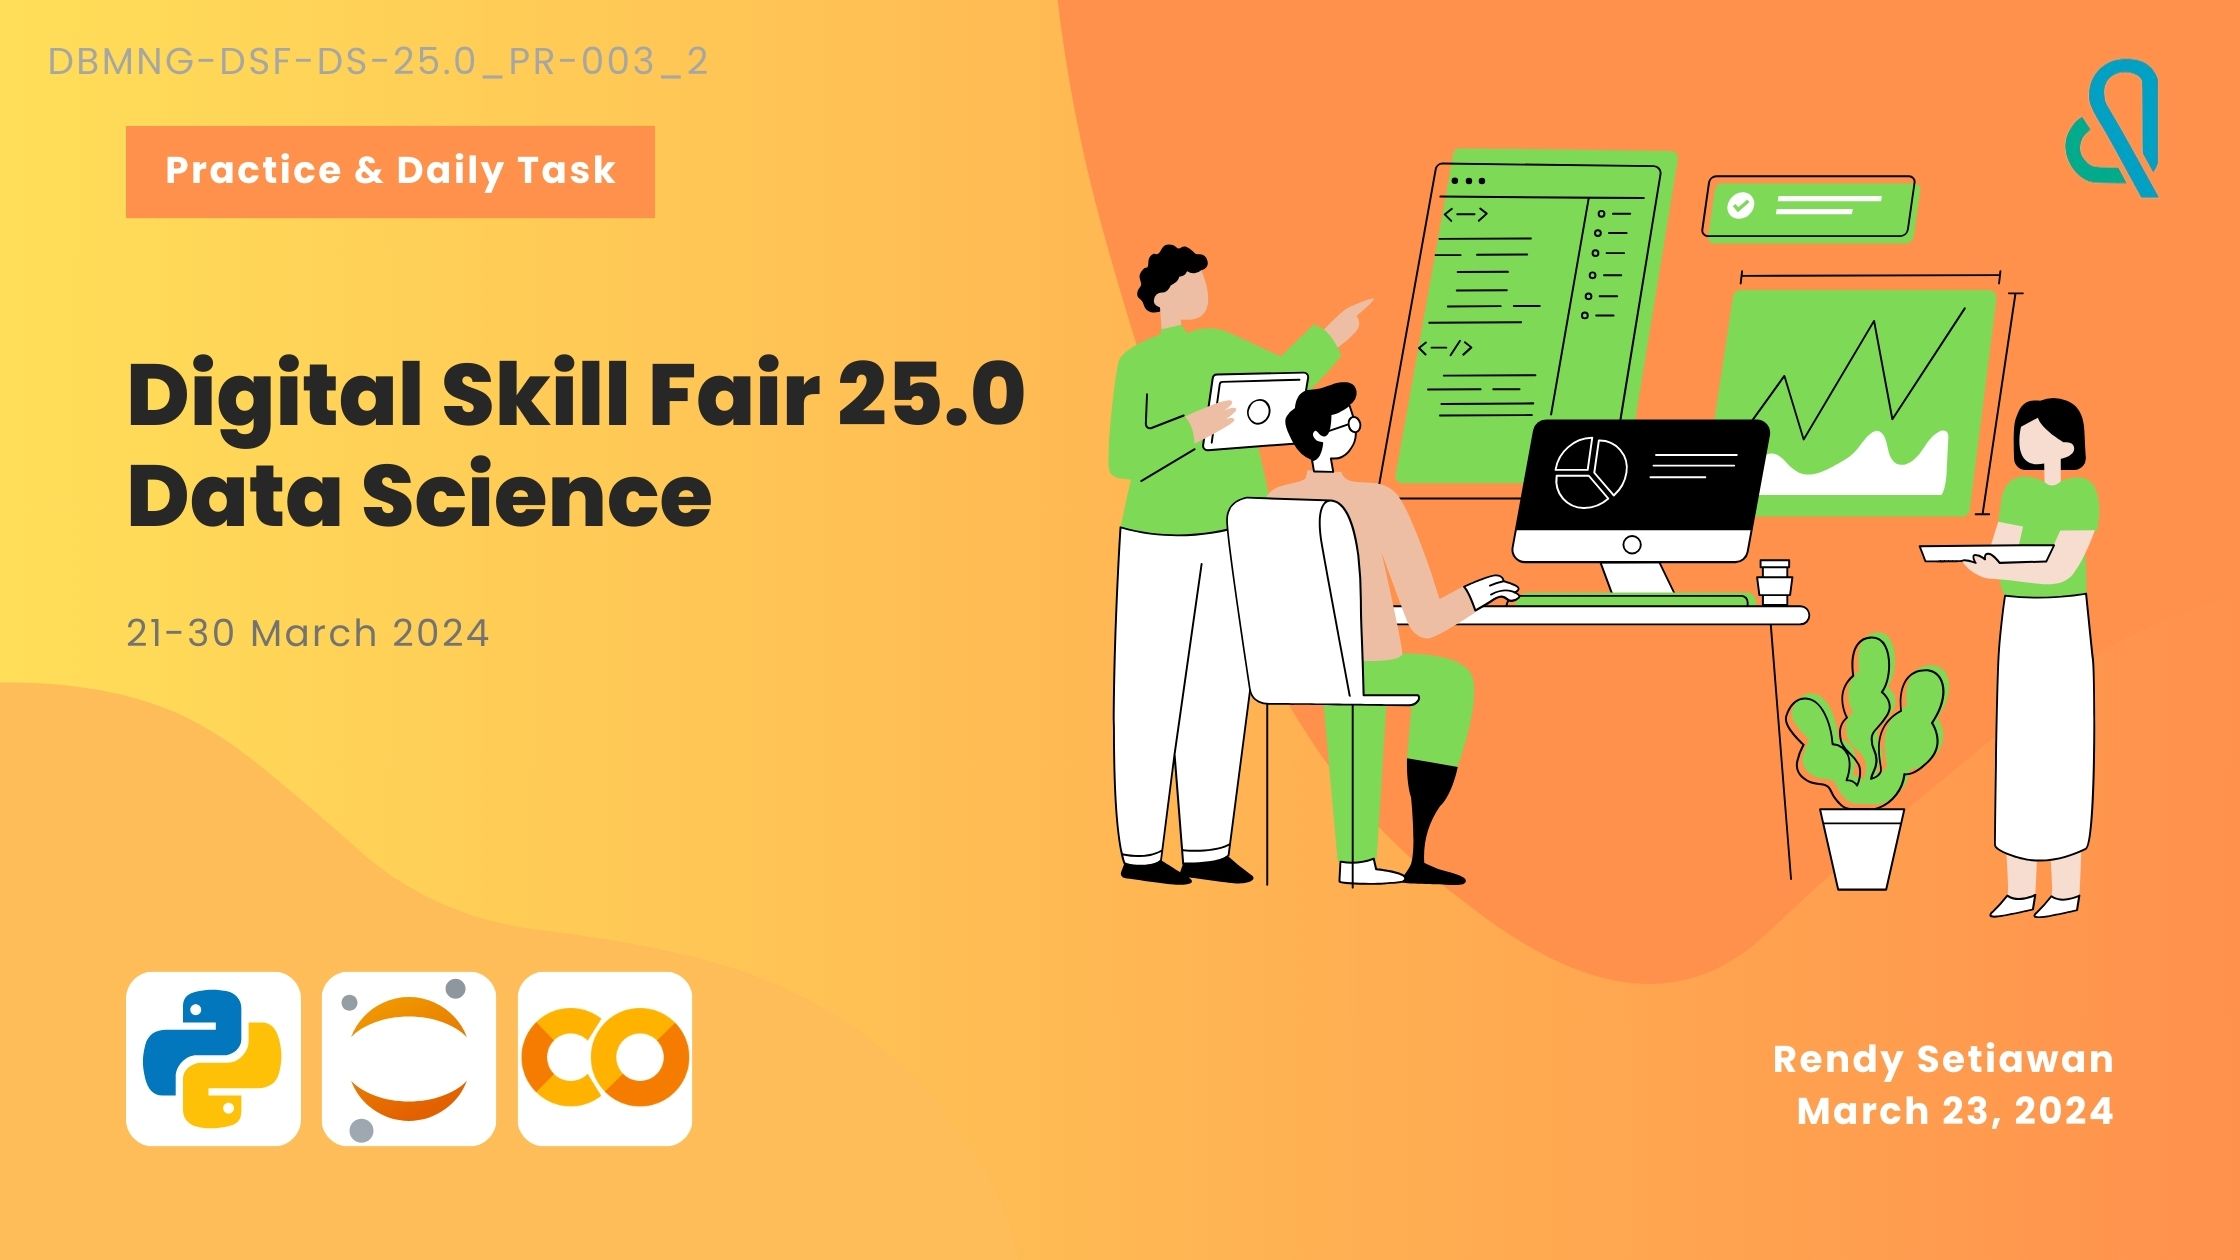 DBMNG-DSF-DS-25.0_PR-003_2
Practice & Daily Task
Digital Skill Fair 25.0
Data Science
21-30 March 2024
Rendy Setiawan
March 23, 2024